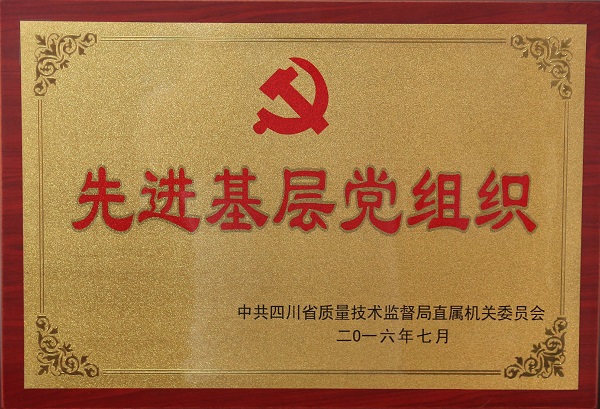 先进基层党组织
中共四川省质量技术监督局直属机关委员会
二0一六年七月